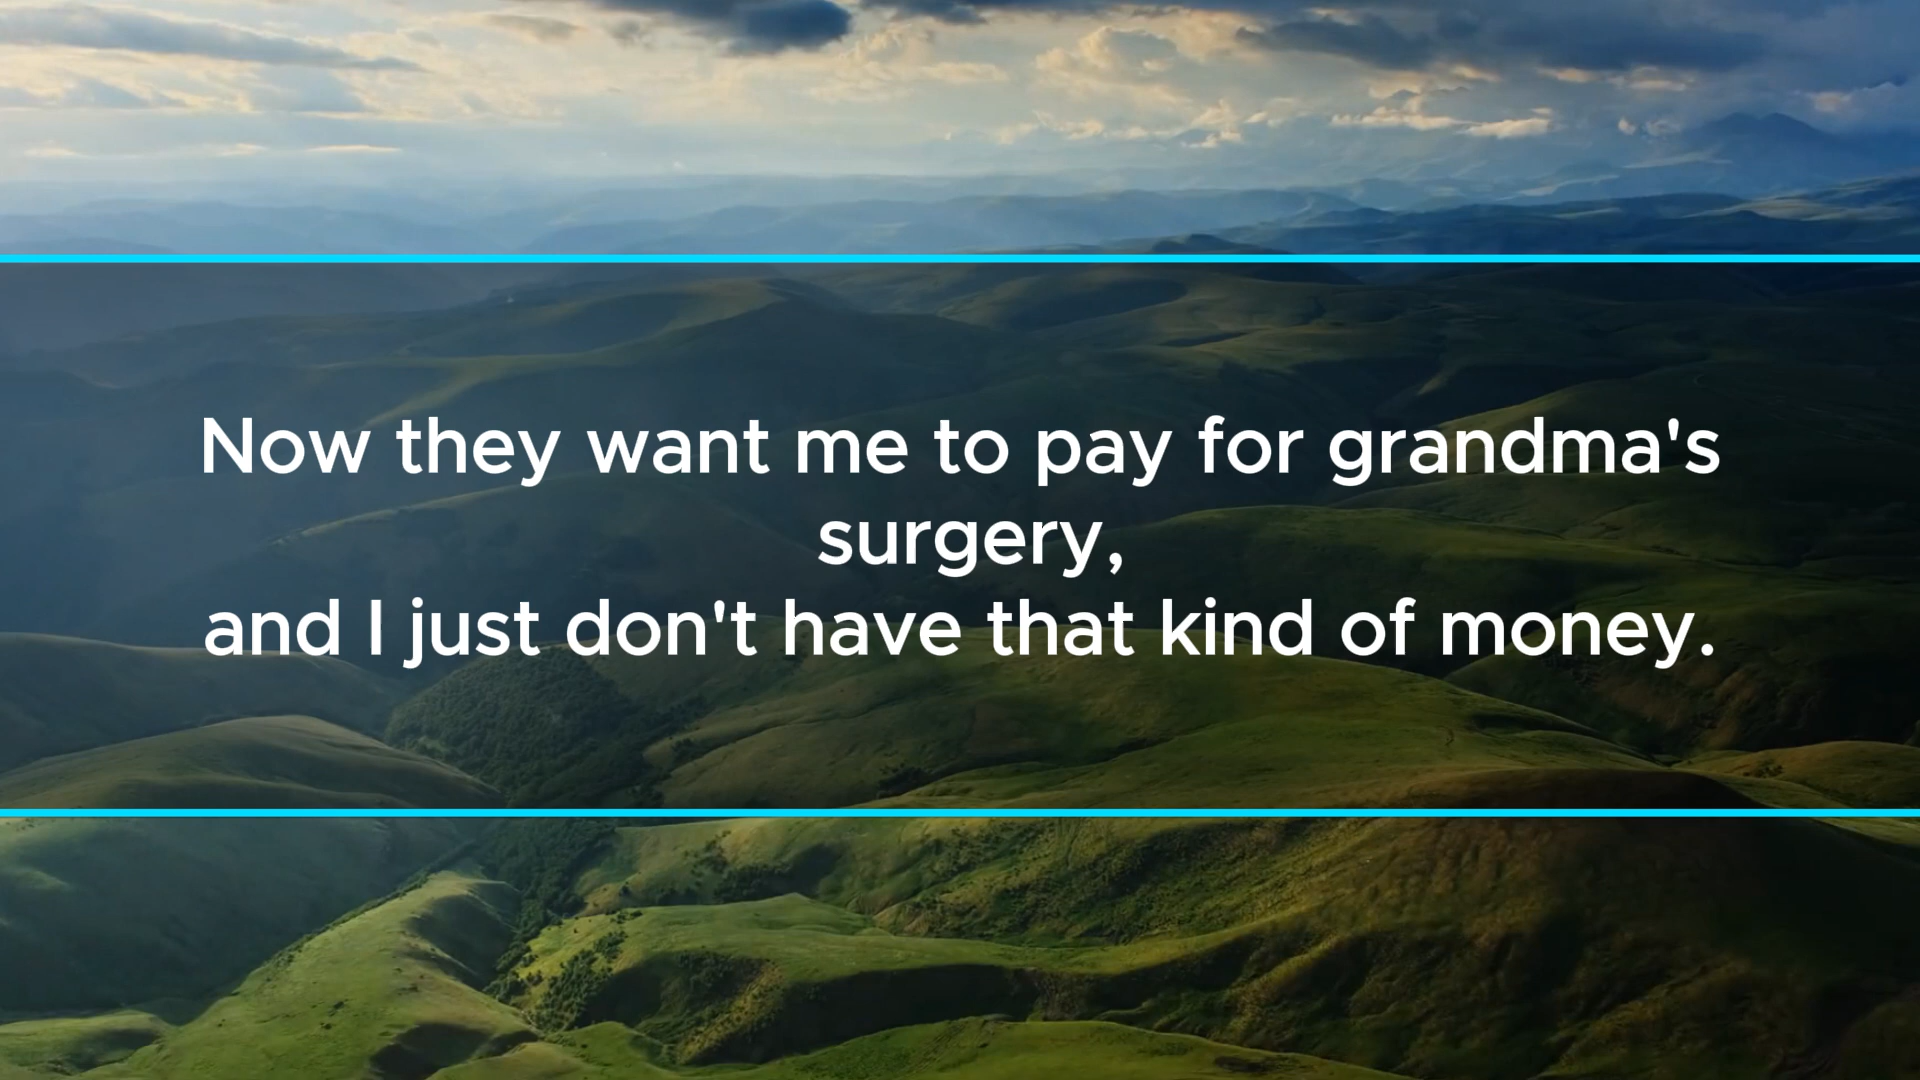 Now they want me to pay for grandma's
surgery,
and I just don't have that kind of money.